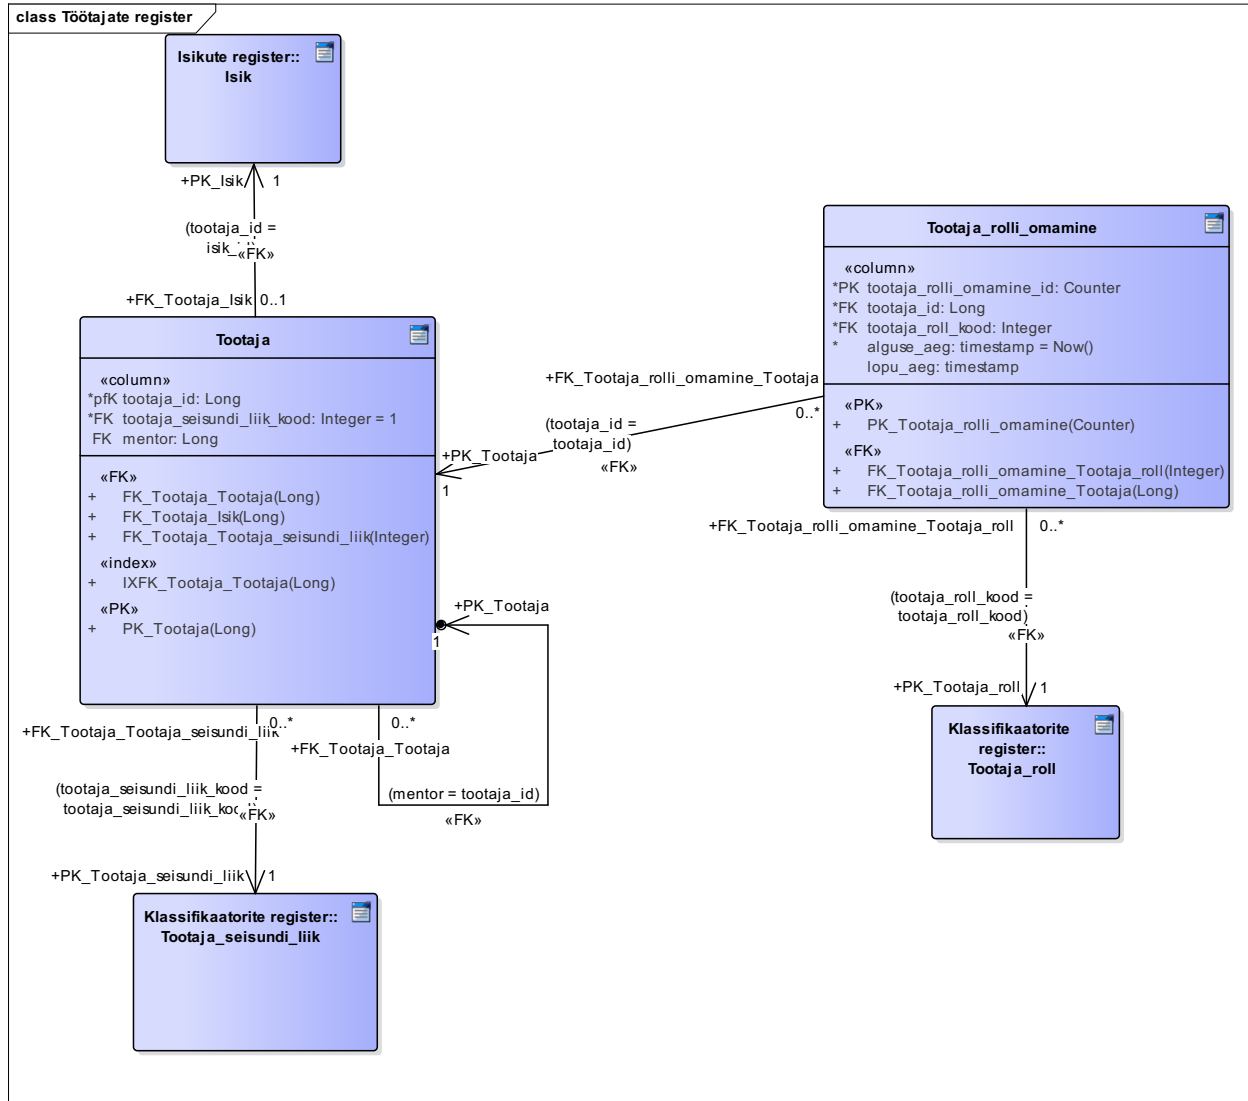 class Töötajate register
Isikute register::
Isik
+PK_Isik
1
(tootaja_id =
isik_
«FK»
+FK_Tootaja_Isik
0..1
Tootaja
«column»
*pfK tootaja_id: Long
*FK tootaja_seisundi_liik_kood: Integer = 1
FK mentor: Long
«FK»
+ FK_Tootaja_Tootaja(Long)
+ FK_Tootaja_Isik(Long)
+ FK_Tootaja_Tootaja_seisundi_liik(Integer)
«index»
+ IXFK_Tootaja_Tootaja(Long)
«PK»
+ PK_Tootaja(Long)
Tootaja_rolli_omamine
«column»
*PK tootaja_rolli_omamine_id: Counter
*FK tootaja_id: Long
*FK tootaja_roll_kood: Integer
* alguse_aeg: timestamp = Now()
lopu_aeg: timestamp
«PK»
+ PK_Tootaja_rolli_omamine(Counter)
«FK»
+ FK_Tootaja_rolli_omamine_Tootaja_roll(Integer)
+ FK_Tootaja_rolli_omamine_Tootaja(Long)
+FK_Tootaja_rolli_omamine_Tootaja
0..*
(tootaja_id =
tootaja_id)
«FK»
+PK_Tootaja
1
+PK_Tootaja
1
0..*
+FK_Tootaja_Tootaja
(mentor = tootaja_id)
«FK»
0..*
+FK_Tootaja_Tootaja_seisundi_liik
(tootaja_seisundi_liik_kood =
tootaja_seisundi_liik_kood)
«FK»
+PK_Tootaja_seisundi_liik
1
Klassifikaatorite register::
Tootaja_seisundi_liik
+FK_Tootaja_rolli_omamine_Tootaja_roll
0..*
(tootaja_roll_kood =
tootaja_roll_kood)
«FK»
+PK_Tootaja_roll
1
Klassifikaatorite
register::
Tootaja_roll